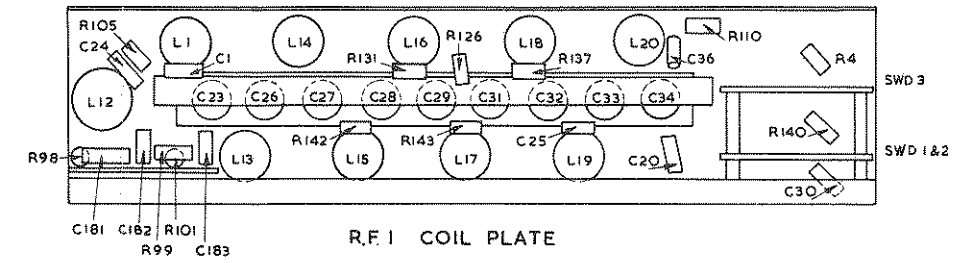 R105
C24
L1
C1
L14
R131
L16
R126
L18
R137
L20
C36
R110
R4
SWD 3
L12
C23
C26
C27
C28
C29
C31
C32
C33
C34
R140
R142
R143
C25
R98
L13
L15
L17
L19
C20
SWD 1&2
C30
C181
C182
R99
R101
C183
R.F.1 COIL PLATE